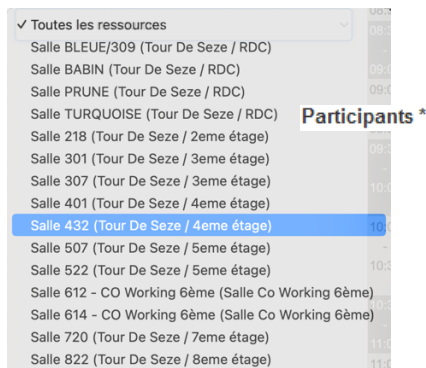 ✓ Toutes les ressources
Salle BLEUE/309 (Tour De Seze / RDC)
Salle BABIN (Tour De Seze / RDC)
Salle PRUNE (Tour De Seze / RDC)
Salle TURQUOISE (Tour De Seze / RDC)
Participants *
Salle 218 (Tour De Seze / 2eme étage)
Salle 301 (Tour De Seze / 3eme étage)
Salle 307 (Tour De Seze / 3eme étage)
Salle 401 (Tour De Seze / 4eme étage)
Salle 432 (Tour De Seze / 4eme étage)
Salle 507 (Tour De Seze / 5eme étage)
Salle 522 (Tour De Seze / 5eme étage)
Salle 612 - CO Working 6ème (Salle Co Working 6ème)
Salle 614 - CO Working 6ème (Salle Co Working 6ème)
Salle 720 (Tour De Seze / 7eme étage)
Salle 822 (Tour De Seze / 8eme étage)